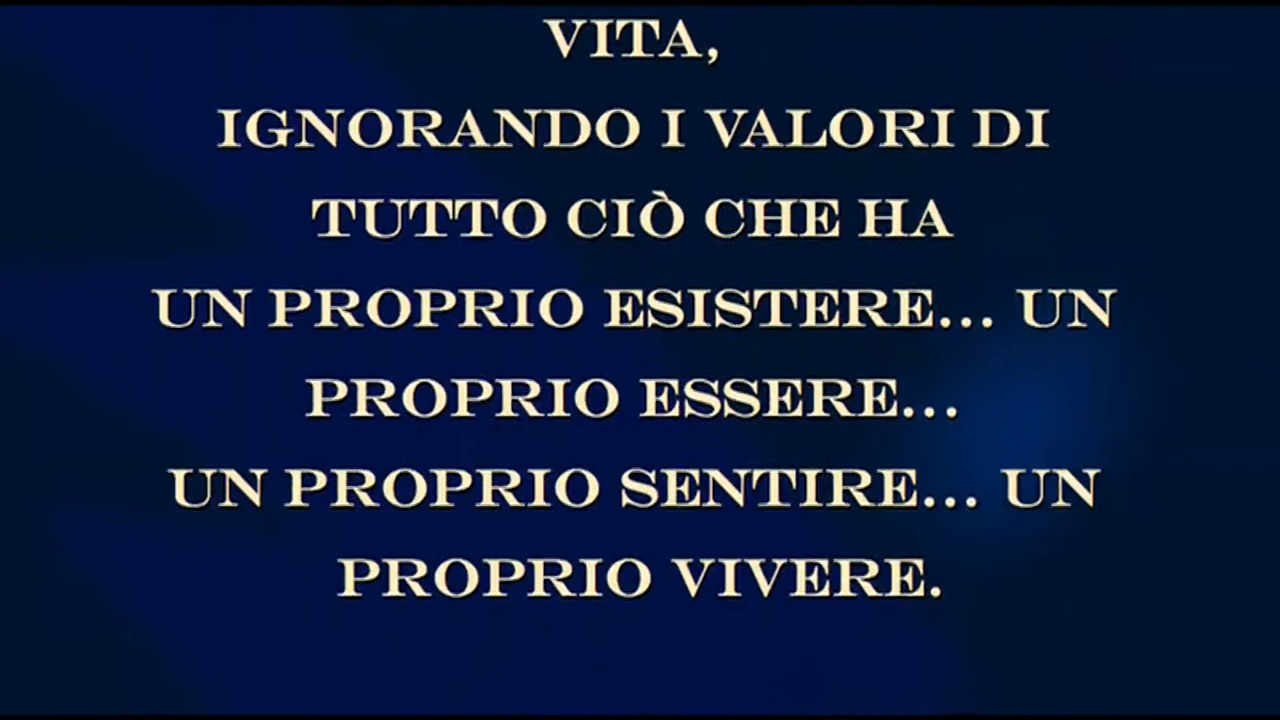 VITA,
IGNORANDO I VALORI DI
TUTTO CIÒ CHE HA
UN PROPRIO ESISTERE... UN
PROPRIO ESSERE...
UN PROPRIO SENTIRE... UN
PROPRIO VIVERE.